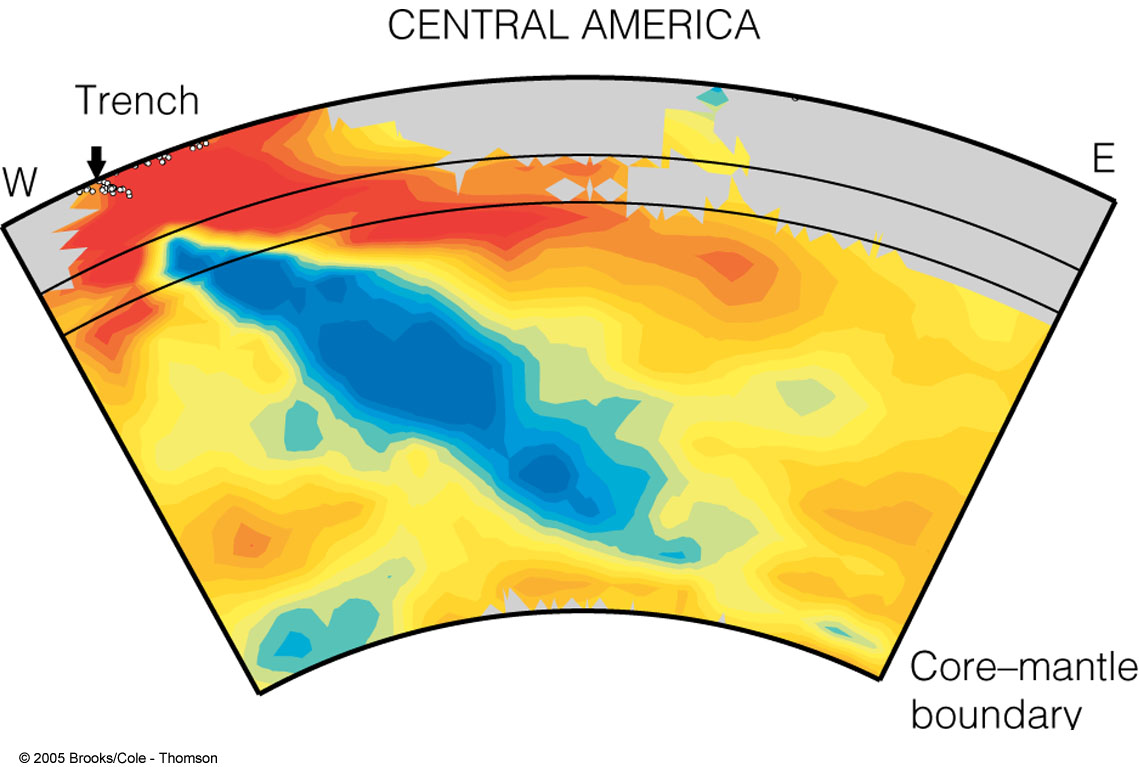 CENTRAL AMERICA
Trench
W
E
Core–mantle
boundary
© 2005 Brooks/Cole - Thomson